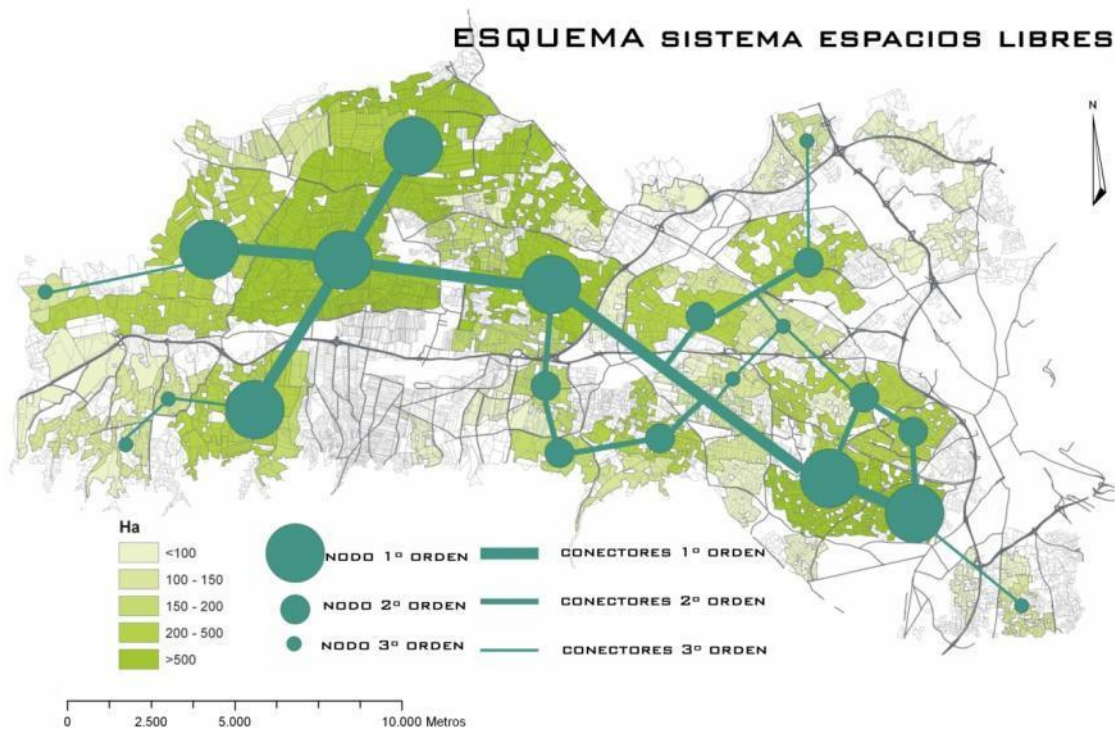 ESQUEMA SISTEMA ESPACIOS LIBRES
N
Ha
<100
100 - 150
150 - 200
200 - 500
>500
NODO 1º ORDEN
NODO 2º ORDEN
NODO 3º ORDEN
CONECTORES 1º ORDEN
CONECTORES 2º ORDEN
CONECTORES 3º ORDEN
0 2.500 5.000 10.000 Metros